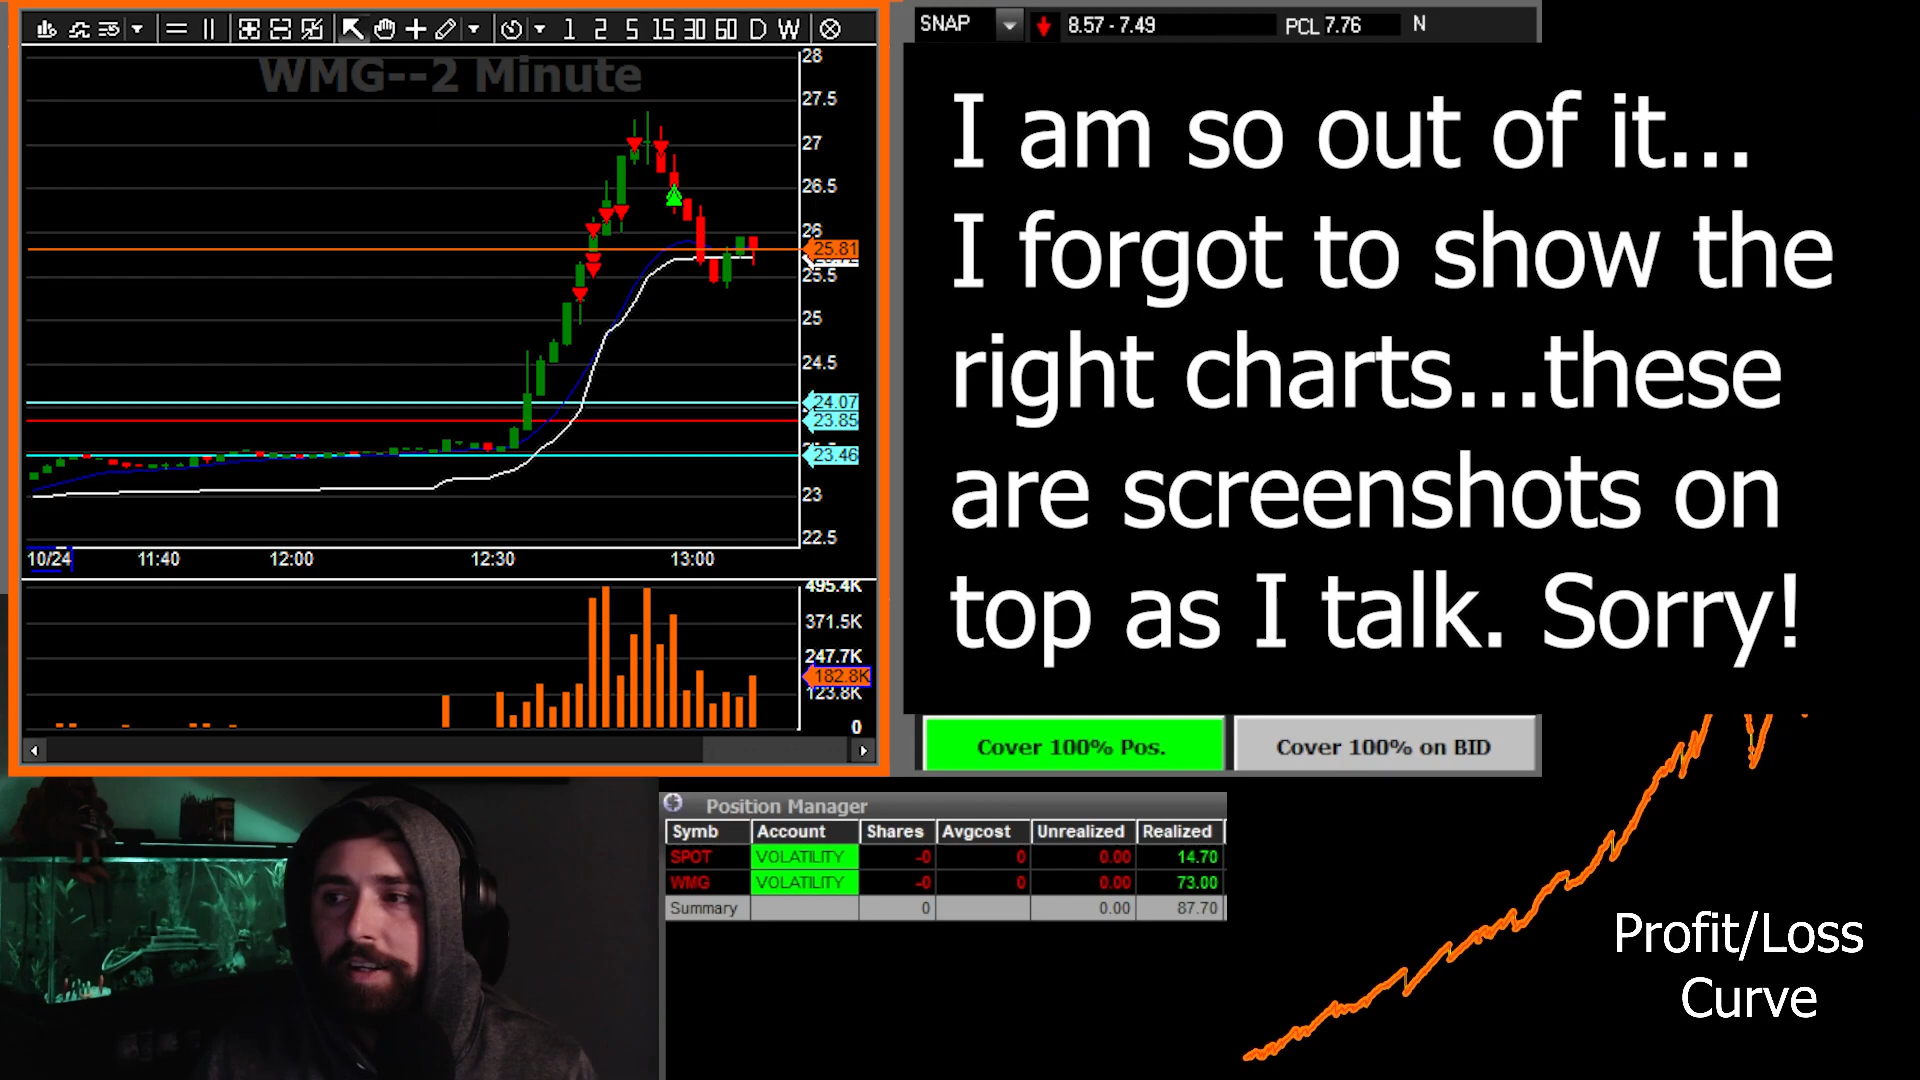 1 2 5 15 30 60 D W
WMG--2 Minute
28
27.5
27
26.5
26
25.81
25.5
25
24.5
24.07
23.85
23.46
23
22.5
10/24 11:40 12:00 12:30 13:00
495.4K
371.5K
247.7K
182.8K
123.8K
0
SNAP 8.57 - 7.49 PCL 7.76 N
I am so out of it...
I forgot to show the
right charts...these
are screenshots on
top as I talk. Sorry!
Cover 100% Pos. Cover 100% on BID
Position Manager
Symb Account Shares Avgcost Unrealized Realized
SPOT VOLATILITY -0 0 0.00 14.70
WMG VOLATILITY -0 0 0.00 73.00
Summary 0 0.00 87.70
Profit/Loss
Curve